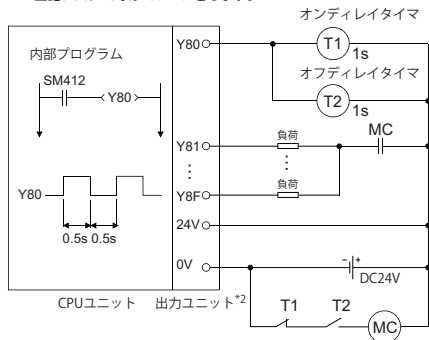 オンディレイタイマ
内部プログラム
Y80
T1
1s
オフディレイタイマ
SM412
Y80
T2
1s
Y81
負荷
MC
Y80
Y8F
負荷
0.5s 0.5s
24V
0V
- +
DC24V
CPUユニット 出力ユニット*2
T1 T2
MC